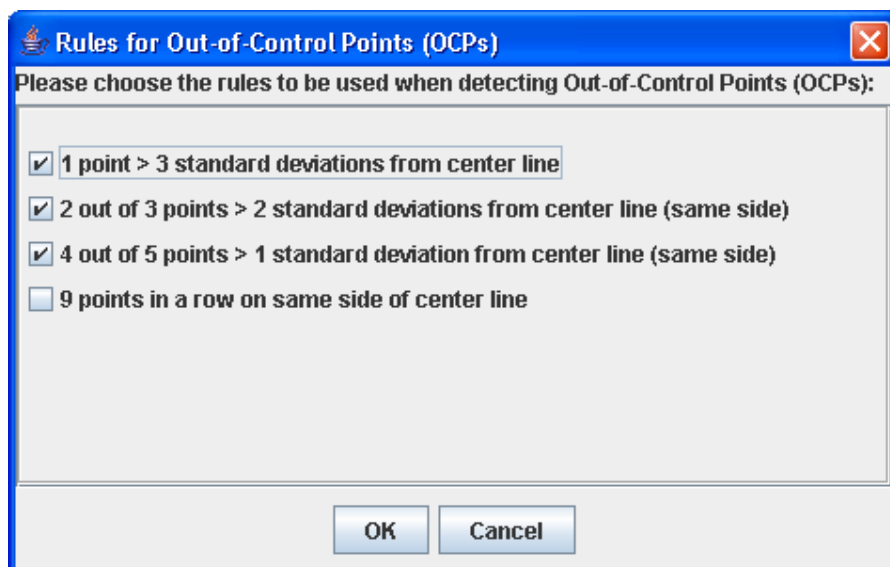 Rules for Out-of-Control Points (OCPs)
Please choose the rules to be used when detecting Out-of-Control Points (OCPs):
1 point > 3 standard deviations from center line
2 out of 3 points > 2 standard deviations from center line (same side)
4 out of 5 points > 1 standard deviation from center line (same side)
9 points in a row on same side of center line
OK Cancel